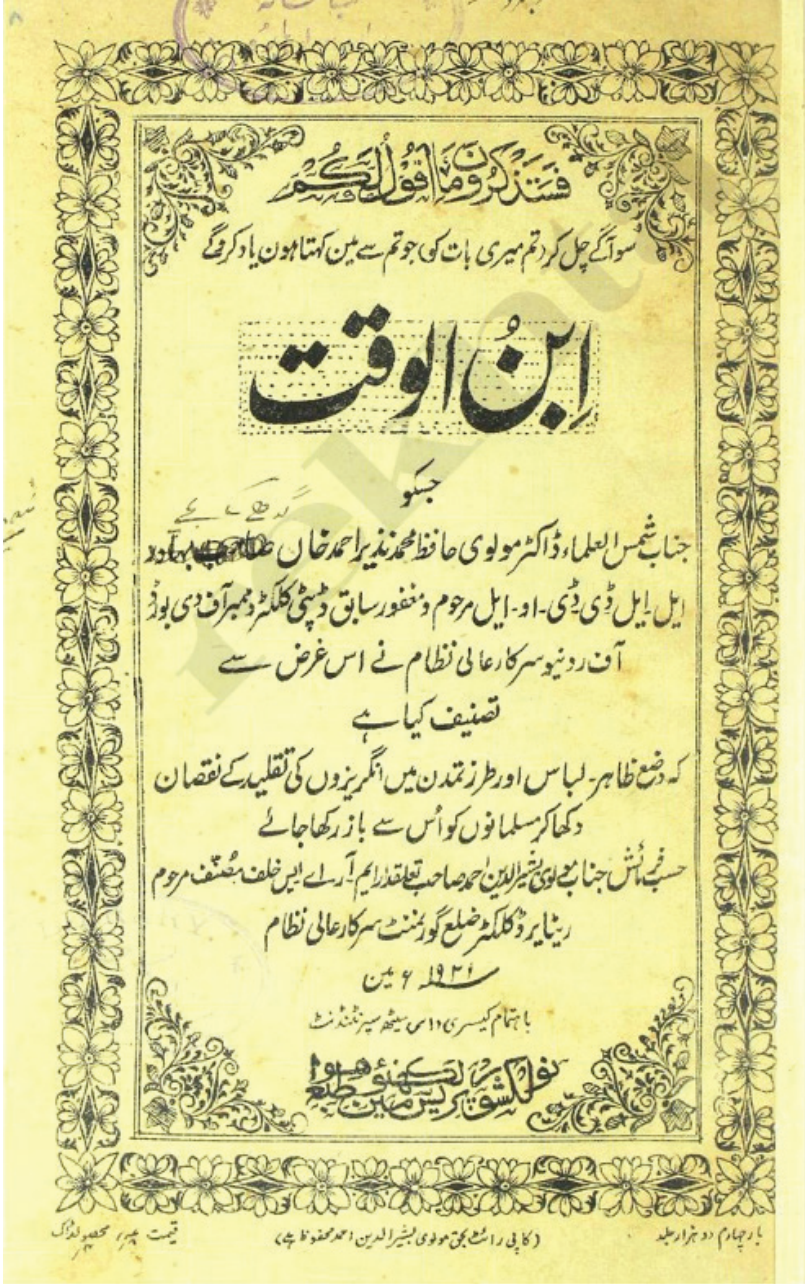 فَسَتَذْكُرُونَ مَا أَقُولُ لَكُمْ
سو آگے چل کر تم میری بات کو جو تم سے مین کہتا ہون یاد کروگے
اِبنُ الوقت
جسکو
جناب شمس العلماء ڈاکٹر مولوی حافظ محمد نذیر احمد خان صاحب بہادر
ایل ایل ڈی ۔ ڈی ۔ او ۔ ایل مرحوم و مغفور سابق ڈپٹی کلکٹر و ممبر آف دی بورڈ
آف ردنیو سرکار عالی نظام نے اس غرض سے
تصنیف کیا ہے
کہ وضع ظاہر ۔ لباس اور طرز تمدن میں انگریزوں کی تقلید کے نقصان
دکھا کر مسلمانوں کو اُس سے باز رکھا جائے
حسب فرمائش جناب مولوی بشیر الدین احمد صاحب تعلقدار ایم آر اے ایس خلف مصنّف مرحوم
ریٹایرڈ کلکٹر ضلع گورنمنٹ سرکار عالی نظام
۱۹۲۱ ء مین
باہتمام کیسری داس سیٹھ سپرنٹنڈنٹ
نولکشور پریس لکھنؤ مین طبع ہوا
بار چہارم دو ہزار جلد
(کاپی رائٹ بحق مولوی بشیر الدین احمد محفوظ ہے)
قیمت محصولڈاک
rekhta